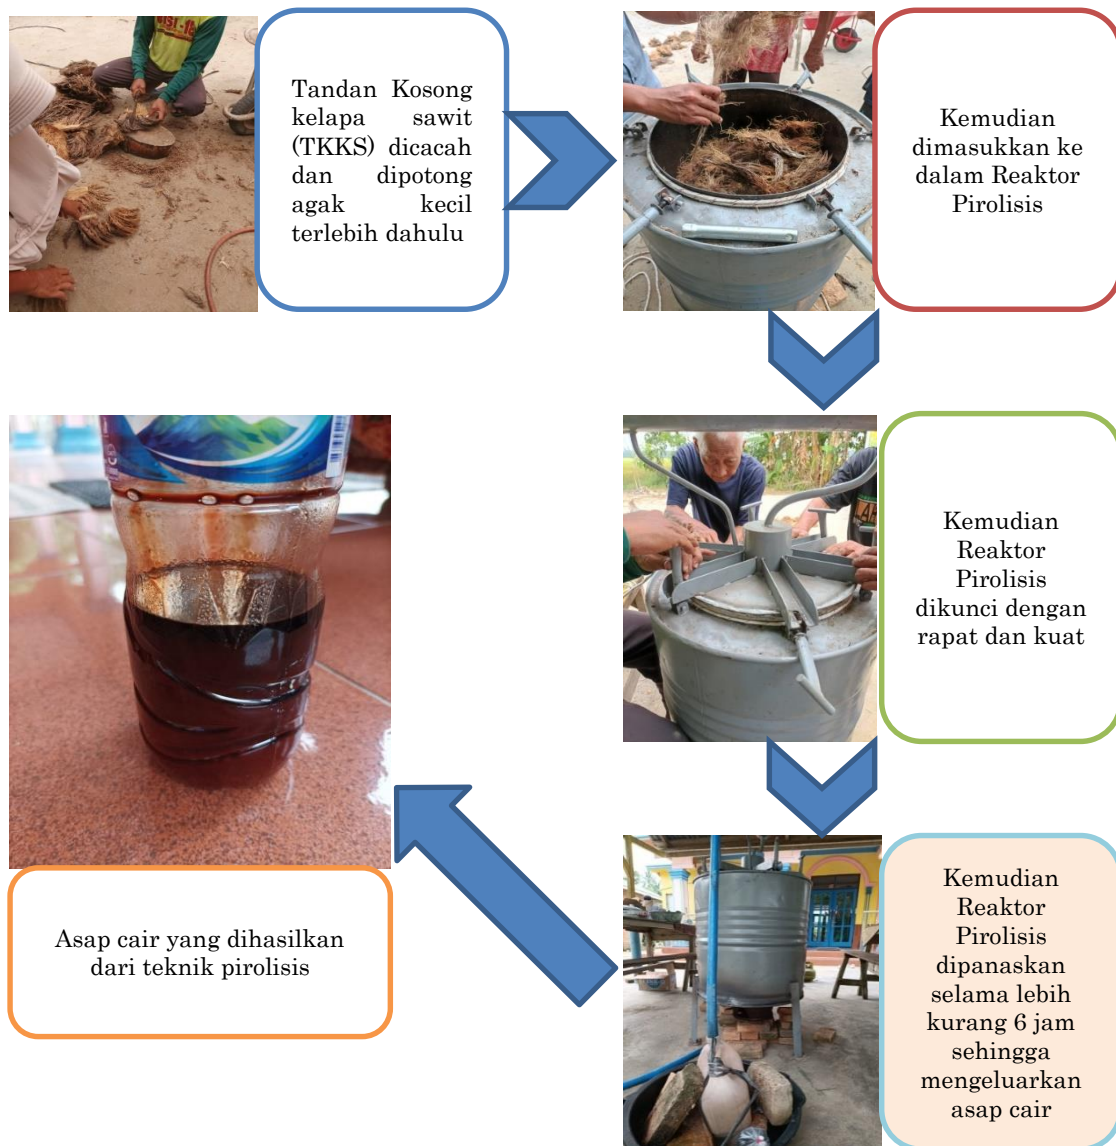 Tandan Kosong
kelapa sawit
(TKKS) dicacah
dan dipotong
agak kecil
terlebih dahulu
Kemudian
dimasukkan ke
dalam Reaktor
Pirolisis
Kemudian
Reaktor
Pirolisis
dikunci dengan
rapat dan kuat
Kemudian
Reaktor
Pirolisis
dipanaskan
selama lebih
kurang 6 jam
sehingga
mengeluarkan
asap cair
Asap cair yang dihasilkan
dari teknik pirolisis